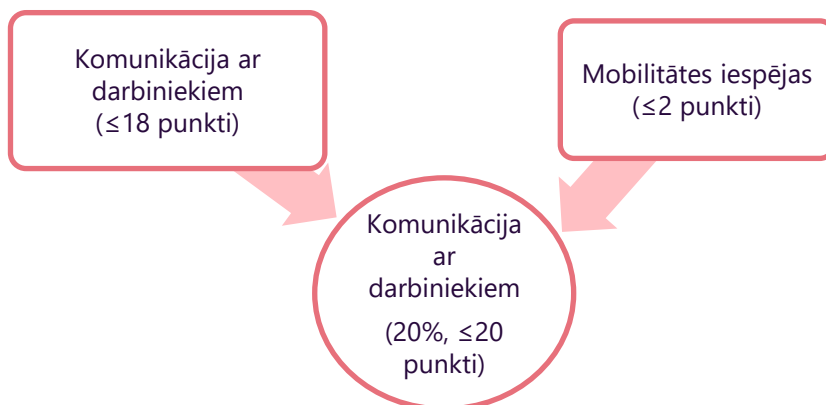 Komunikācija ar
darbiniekiem
(≤18 punkti)
Mobilitātes iespējas
(≤2 punkti)
Komunikācija
ar
darbiniekiem
(20%, ≤20
punkti)